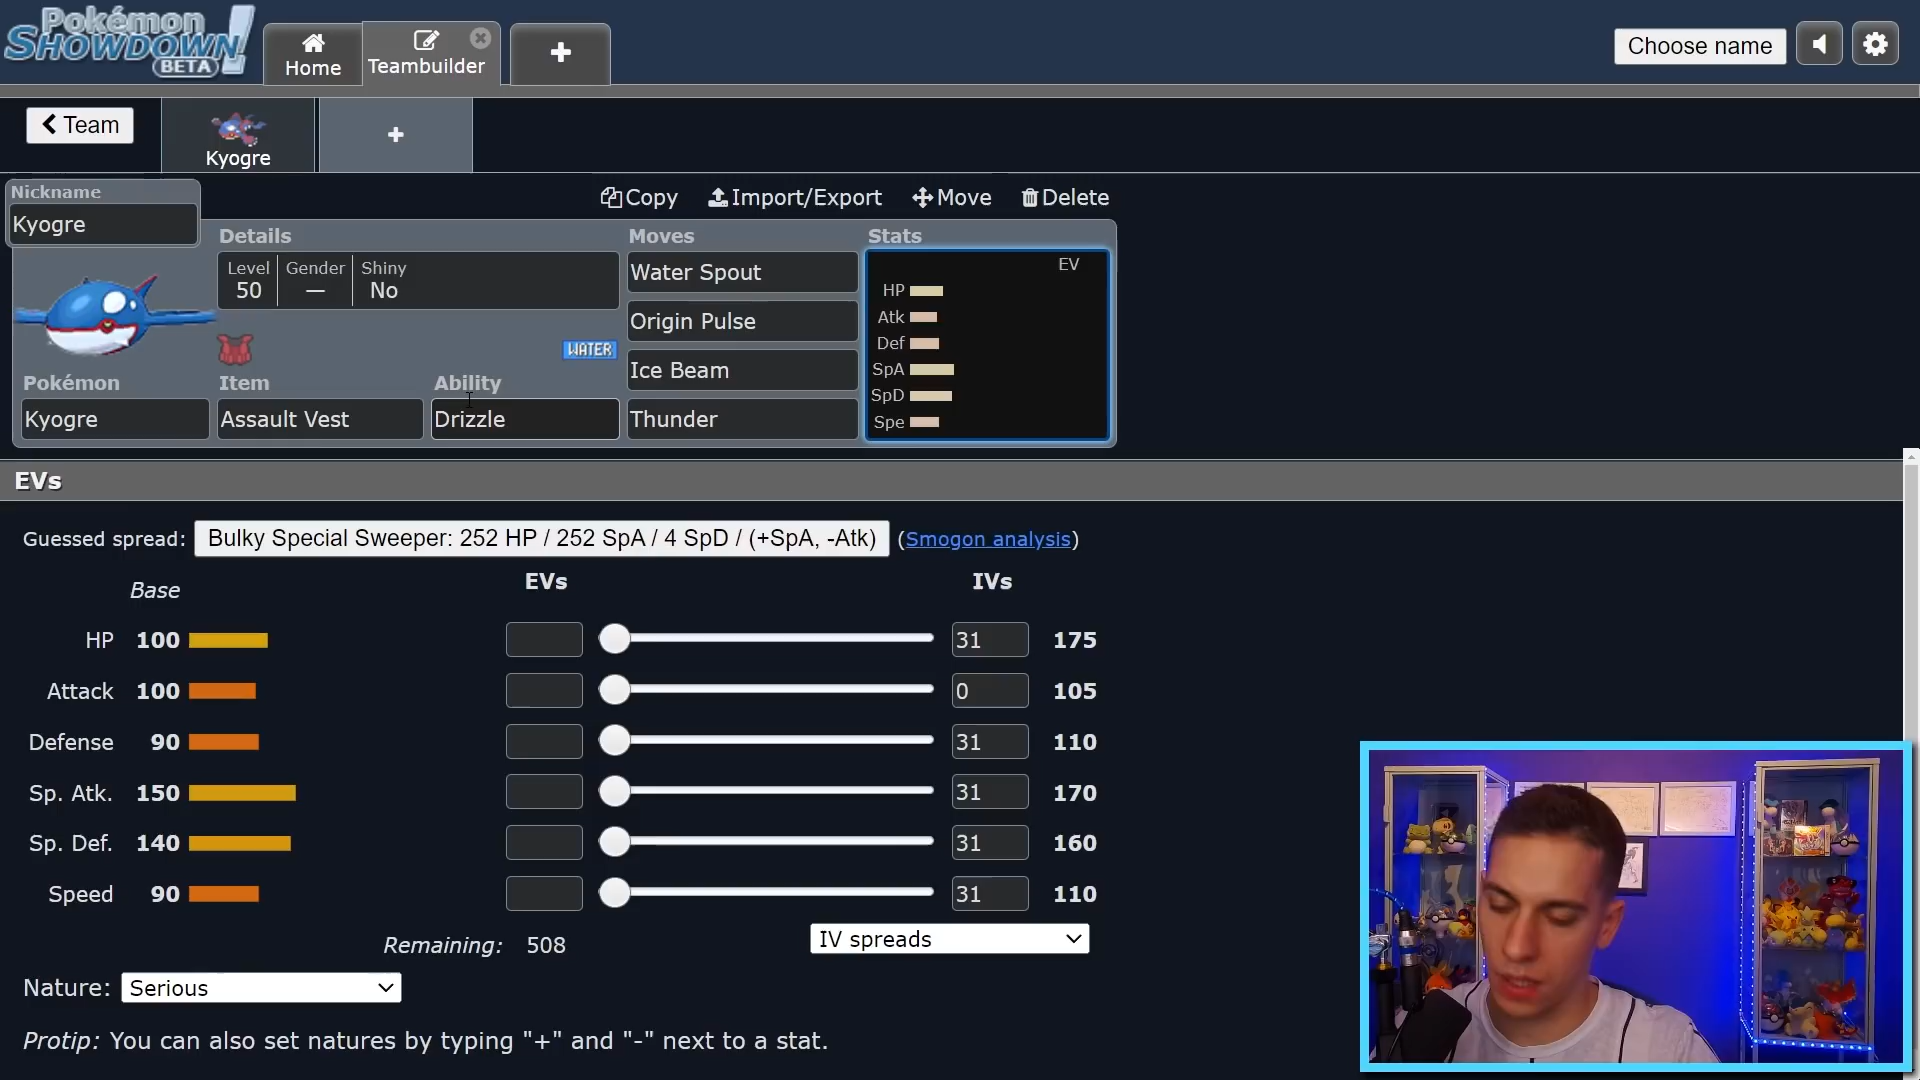 Pokémon
SHOWDOWN!
BETA
Home
Teambuilder
+
Choose name
Team
Kyogre
+
Nickname
Kyogre
Copy
Import/Export
Move
Delete
Details
Moves
Stats
Level
50
Gender
—
Shiny
No
Water Spout
EV
HP
Atk
Def
SpA
SpD
Spe
Origin Pulse
WATER
Ice Beam
Pokémon
Item
Ability
Kyogre
Assault Vest
Drizzle
Thunder
EVs
Guessed spread: Bulky Special Sweeper: 252 HP / 252 SpA / 4 SpD / (+SpA, -Atk) (Smogon analysis)
Base EVs IVs
HP 100 31 175
Attack 100 0 105
Defense 90 31 110
Sp. Atk. 150 31 170
Sp. Def. 140 31 160
Speed 90 31 110
Remaining: 508 IV spreads
Nature: Serious
Protip: You can also set natures by typing "+" and "-" next to a stat.